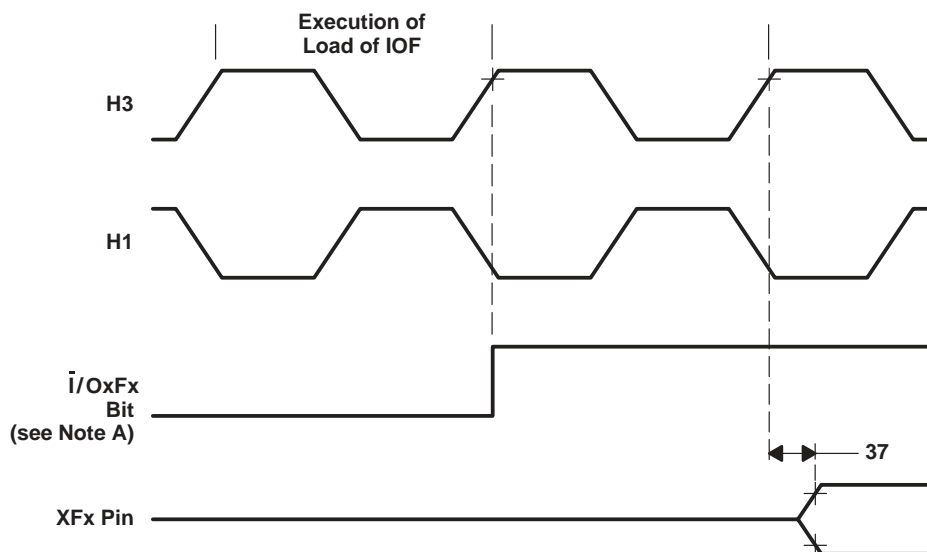 Execution of
Load of IOF
H3
H1
Ī/OxFx
Bit
(see Note A)
37
XFx Pin